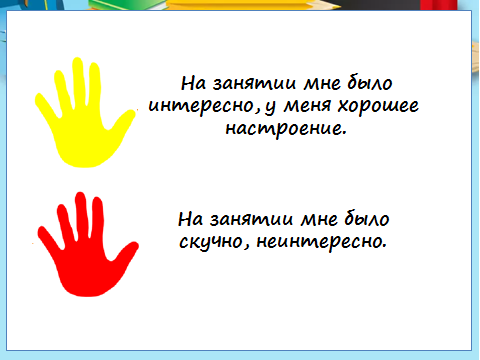 На занятии мне было
интересно, у меня хорошее
настроение.
На занятии мне было
скучно, неинтересно.